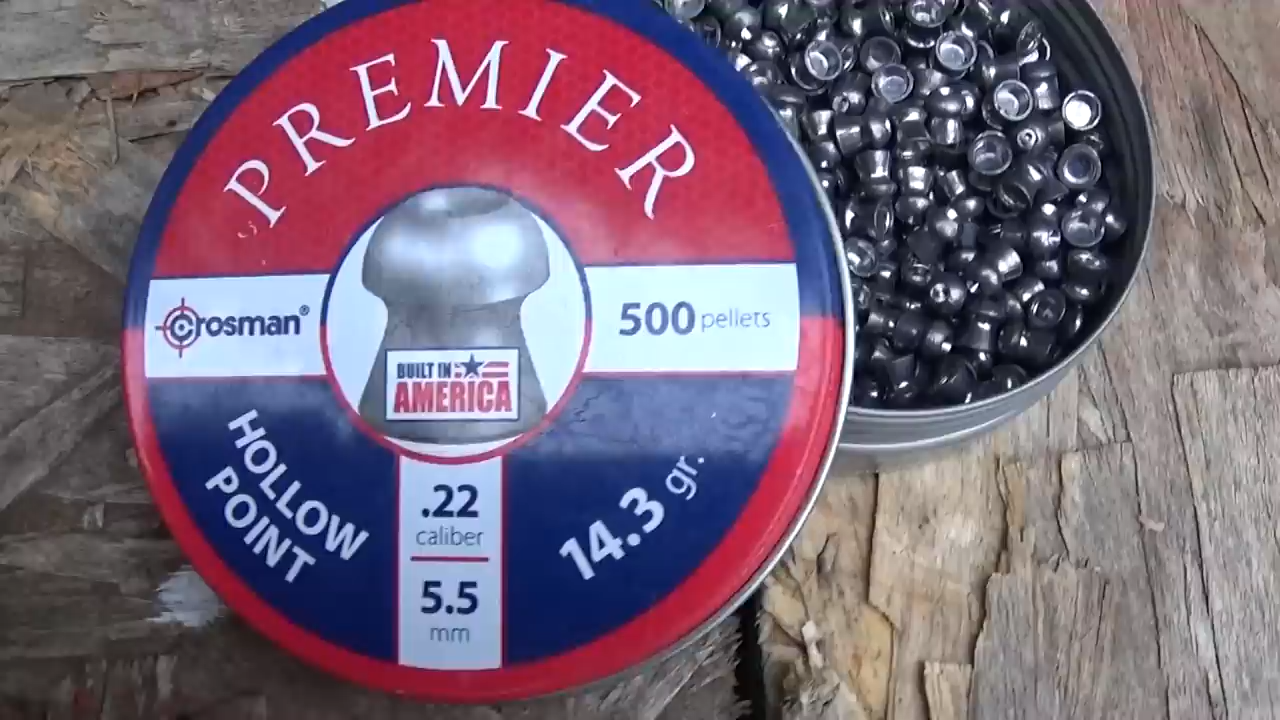 PREMIER
Crosman®
500 pellets
BUILT IN
AMERICA
HOLLOW
POINT
.22
caliber
5.5
mm
14.3 gr.